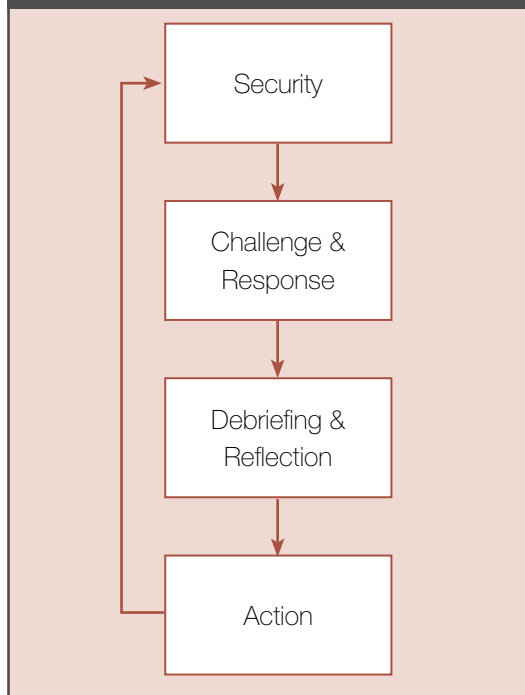 Security
Challenge &
Response
Debriefing &
Reflection
Action